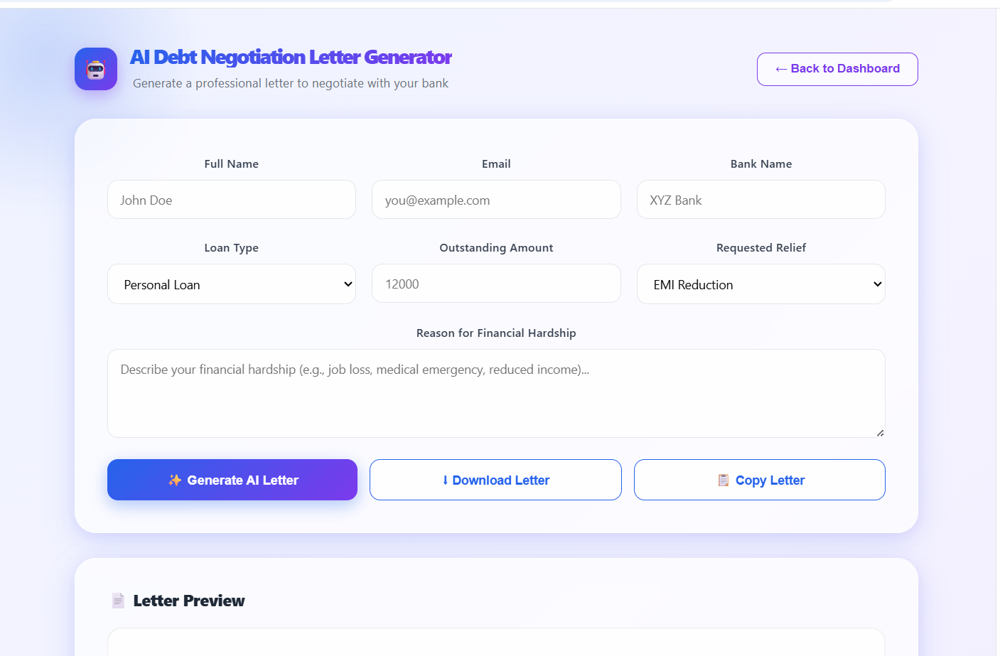 AI Debt Negotiation Letter Generator
Generate a professional letter to negotiate with your bank
← Back to Dashboard
Full Name
Email
Bank Name
John Doe
you@example.com
XYZ Bank
Loan Type
Outstanding Amount
Requested Relief
Personal Loan
12000
EMI Reduction
Reason for Financial Hardship
Describe your financial hardship (e.g., job loss, medical emergency, reduced income)...
✨ Generate AI Letter
⬇ Download Letter
📋 Copy Letter
📄 Letter Preview